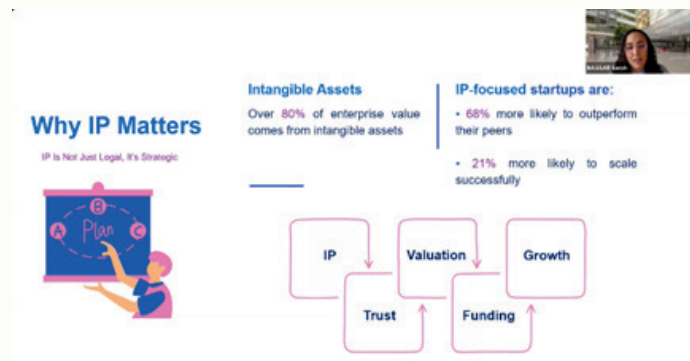 Why IP Matters
IP Is Not Just Legal, It's Strategic
A
B
C
Plan
Intangible Assets
Over 80% of enterprise value
comes from intangible assets
IP-focused startups are:
• 68% more likely to outperform
their peers
• 21% more likely to scale
successfully
IP
Trust
Valuation
Funding
Growth